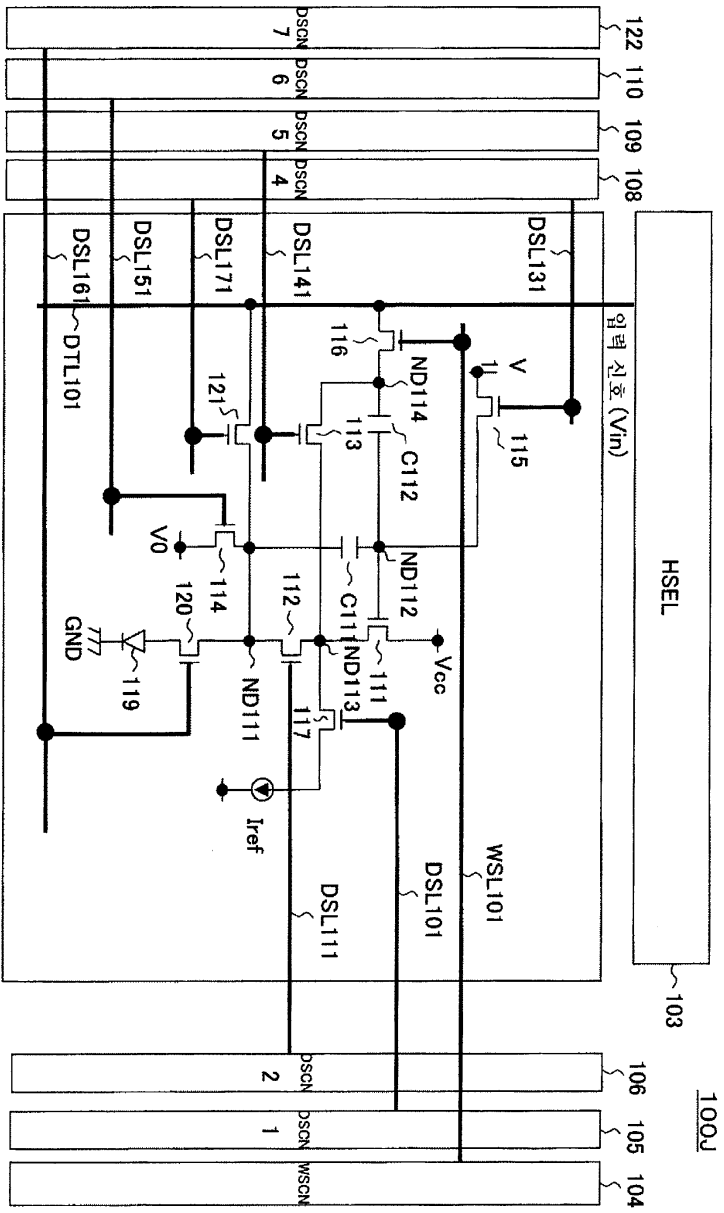 100J
HSEL
103
122
110
109
108
106
105
104
입력 신호 (Vin)
DSL131
V
1
115
WSL101
116
Vcc
DSL101
ND114
ND112
111
C112
C111
ND113
117
113
DSCN
7
DSCN
6
DSCN
5
DSCN
4
DSCN
2
DSCN
1
WSCN
DSL141
112
DSL111
121
ND111
Iref
DSL171
114
120
V0
119
DSL151
GND
DTL101
DSL161